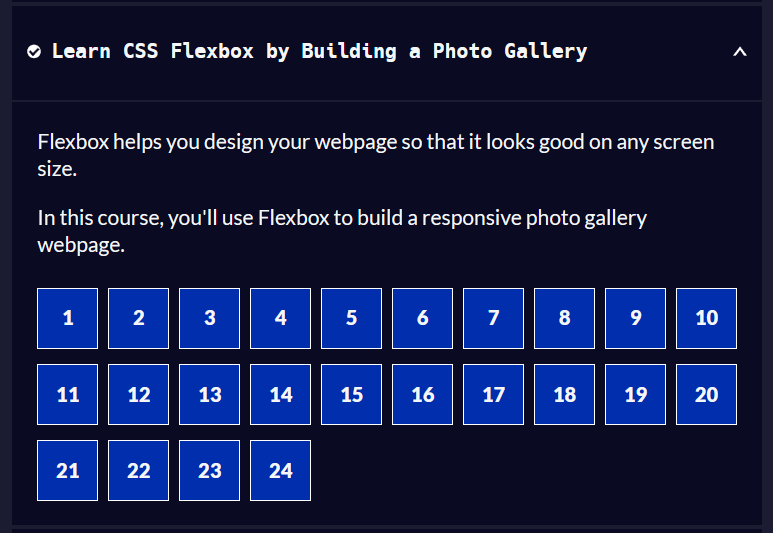 Learn CSS Flexbox by Building a Photo Gallery
Flexbox helps you design your webpage so that it looks good on any screen
size.
In this course, you'll use Flexbox to build a responsive photo gallery
webpage.
1 2 3 4 5 6 7 8 9 10
11 12 13 14 15 16 17 18 19 20
21 22 23 24